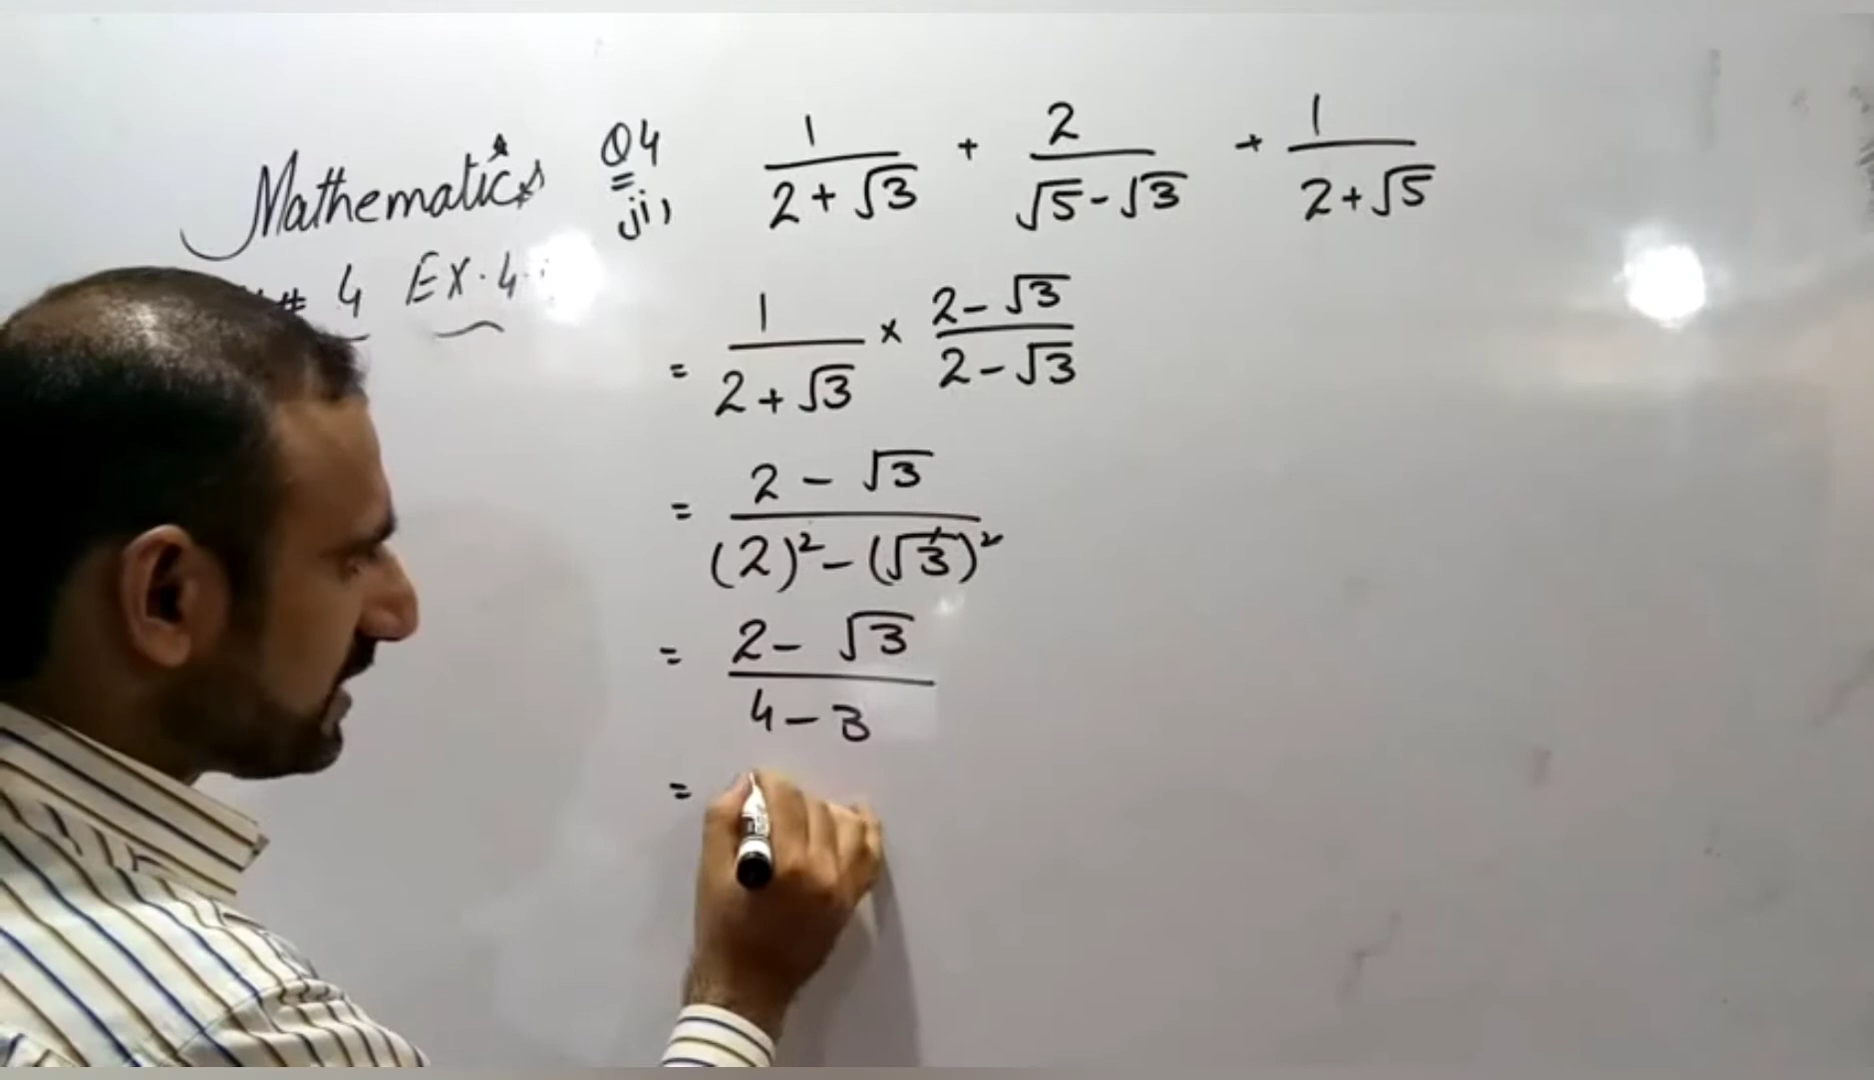 Mathematics
# 4 EX.4
Q4
ii, 1/(2+√3) + 2/(√5-√3) + 1/(2+√5)
= 1/(2+√3) × (2-√3)/(2-√3)
= (2-√3)/((2)²-(√3)²)
= (2-√3)/(4-3)
=